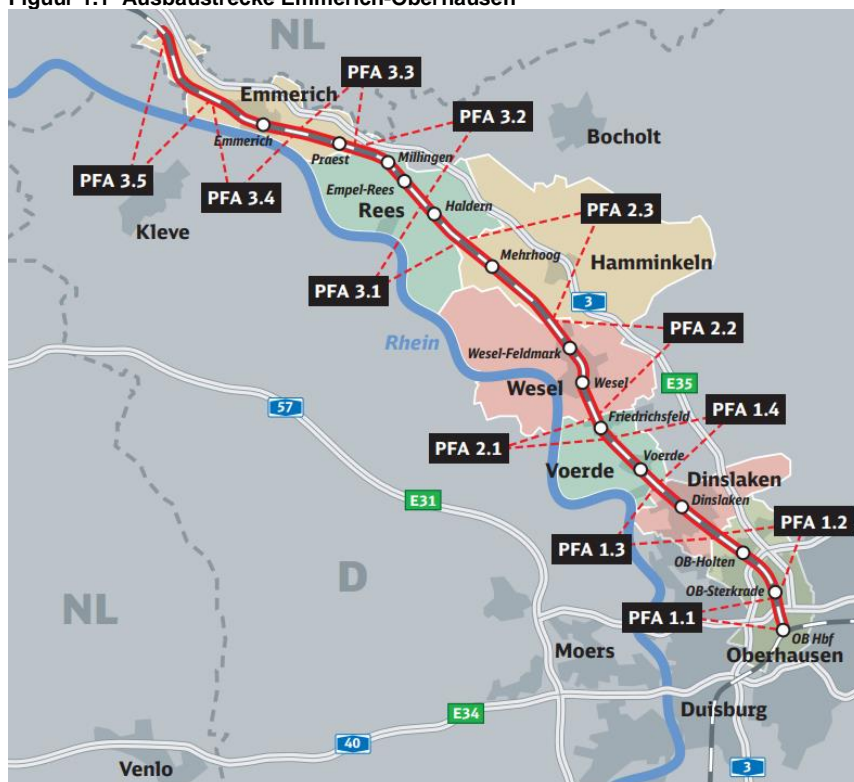 Figuur 1.1 Ausbaustrecke Emmerich-Oberhausen
NL
PFA 3.3
Emmerich
PFA 3.2
Bocholt
Emmerich
Praest
Millingen
PFA 3.5
PFA 3.4
Empel-Rees
Kleve
Rees
Haldern
PFA 2.3
Mehrhoog
Hamminkeln
PFA 3.1
3
Rhein
PFA 2.2
Wesel-Feldmark
Wesel
Wesel
E35
57
Friedrichsfeld
PFA 1.4
PFA 2.1
Voerde
Voerde
Dinslaken
E31
Dinslaken
PFA 1.2
PFA 1.3
OB-Holten
D
NL
OB-Sterkrade
PFA 1.1
OB Hbf
Moers
Oberhausen
E34
Duisburg
40
Venlo
3